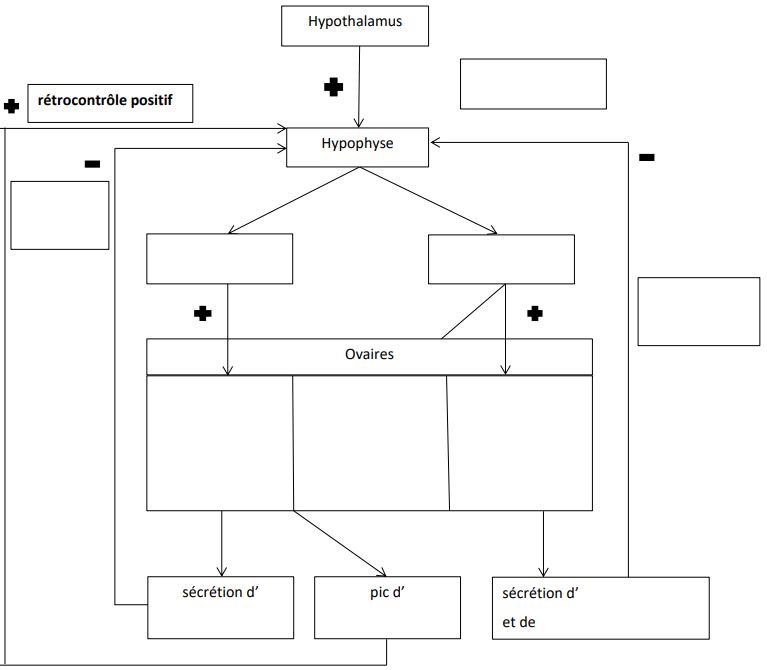 Hypothalamus
rétrocontrôle positif
Hypophyse
Ovaires
sécrétion d’
pic d’
sécrétion d’
et de